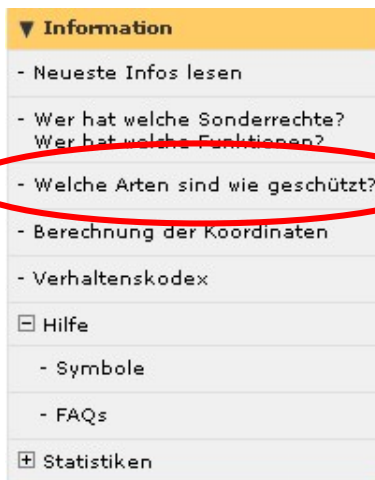 ▼ Information
- Neueste Infos lesen
- Wer hat welche Sonderrechte?
Wer hat welche Funktionen?
- Welche Arten sind wie geschützt?
- Berechnung der Koordinaten
- Verhaltenskodex
⊟ Hilfe
- Symbole
- FAQs
⊞ Statistiken